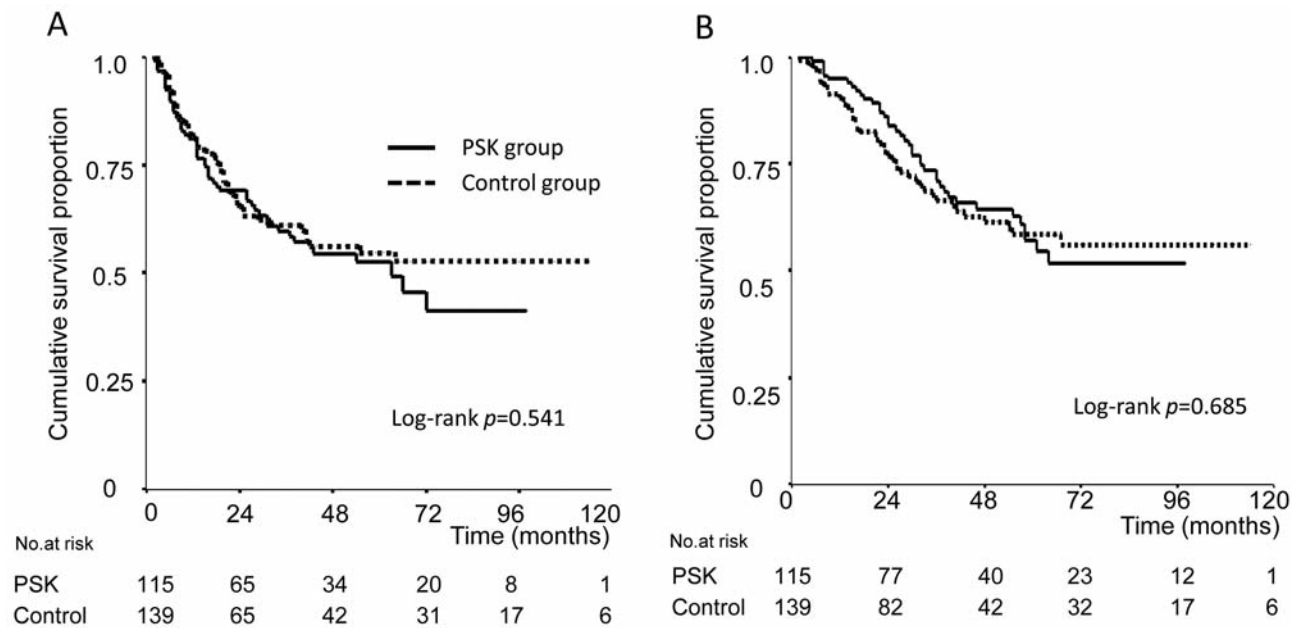 A
Cumulative survival proportion
1.0
0.75
0.5
0.25
0
PSK group
Control group
Log-rank p=0.541
0 24 48 72 96 120
Time (months)
No.at risk
PSK 115 65 34 20 8 1
Control 139 65 42 31 17 6
B
Cumulative survival proportion
1.0
0.75
0.5
0.25
0
Log-rank p=0.685
0 24 48 72 96 120
Time (months)
No.at risk
PSK 115 77 40 23 12 1
Control 139 82 42 32 17 6